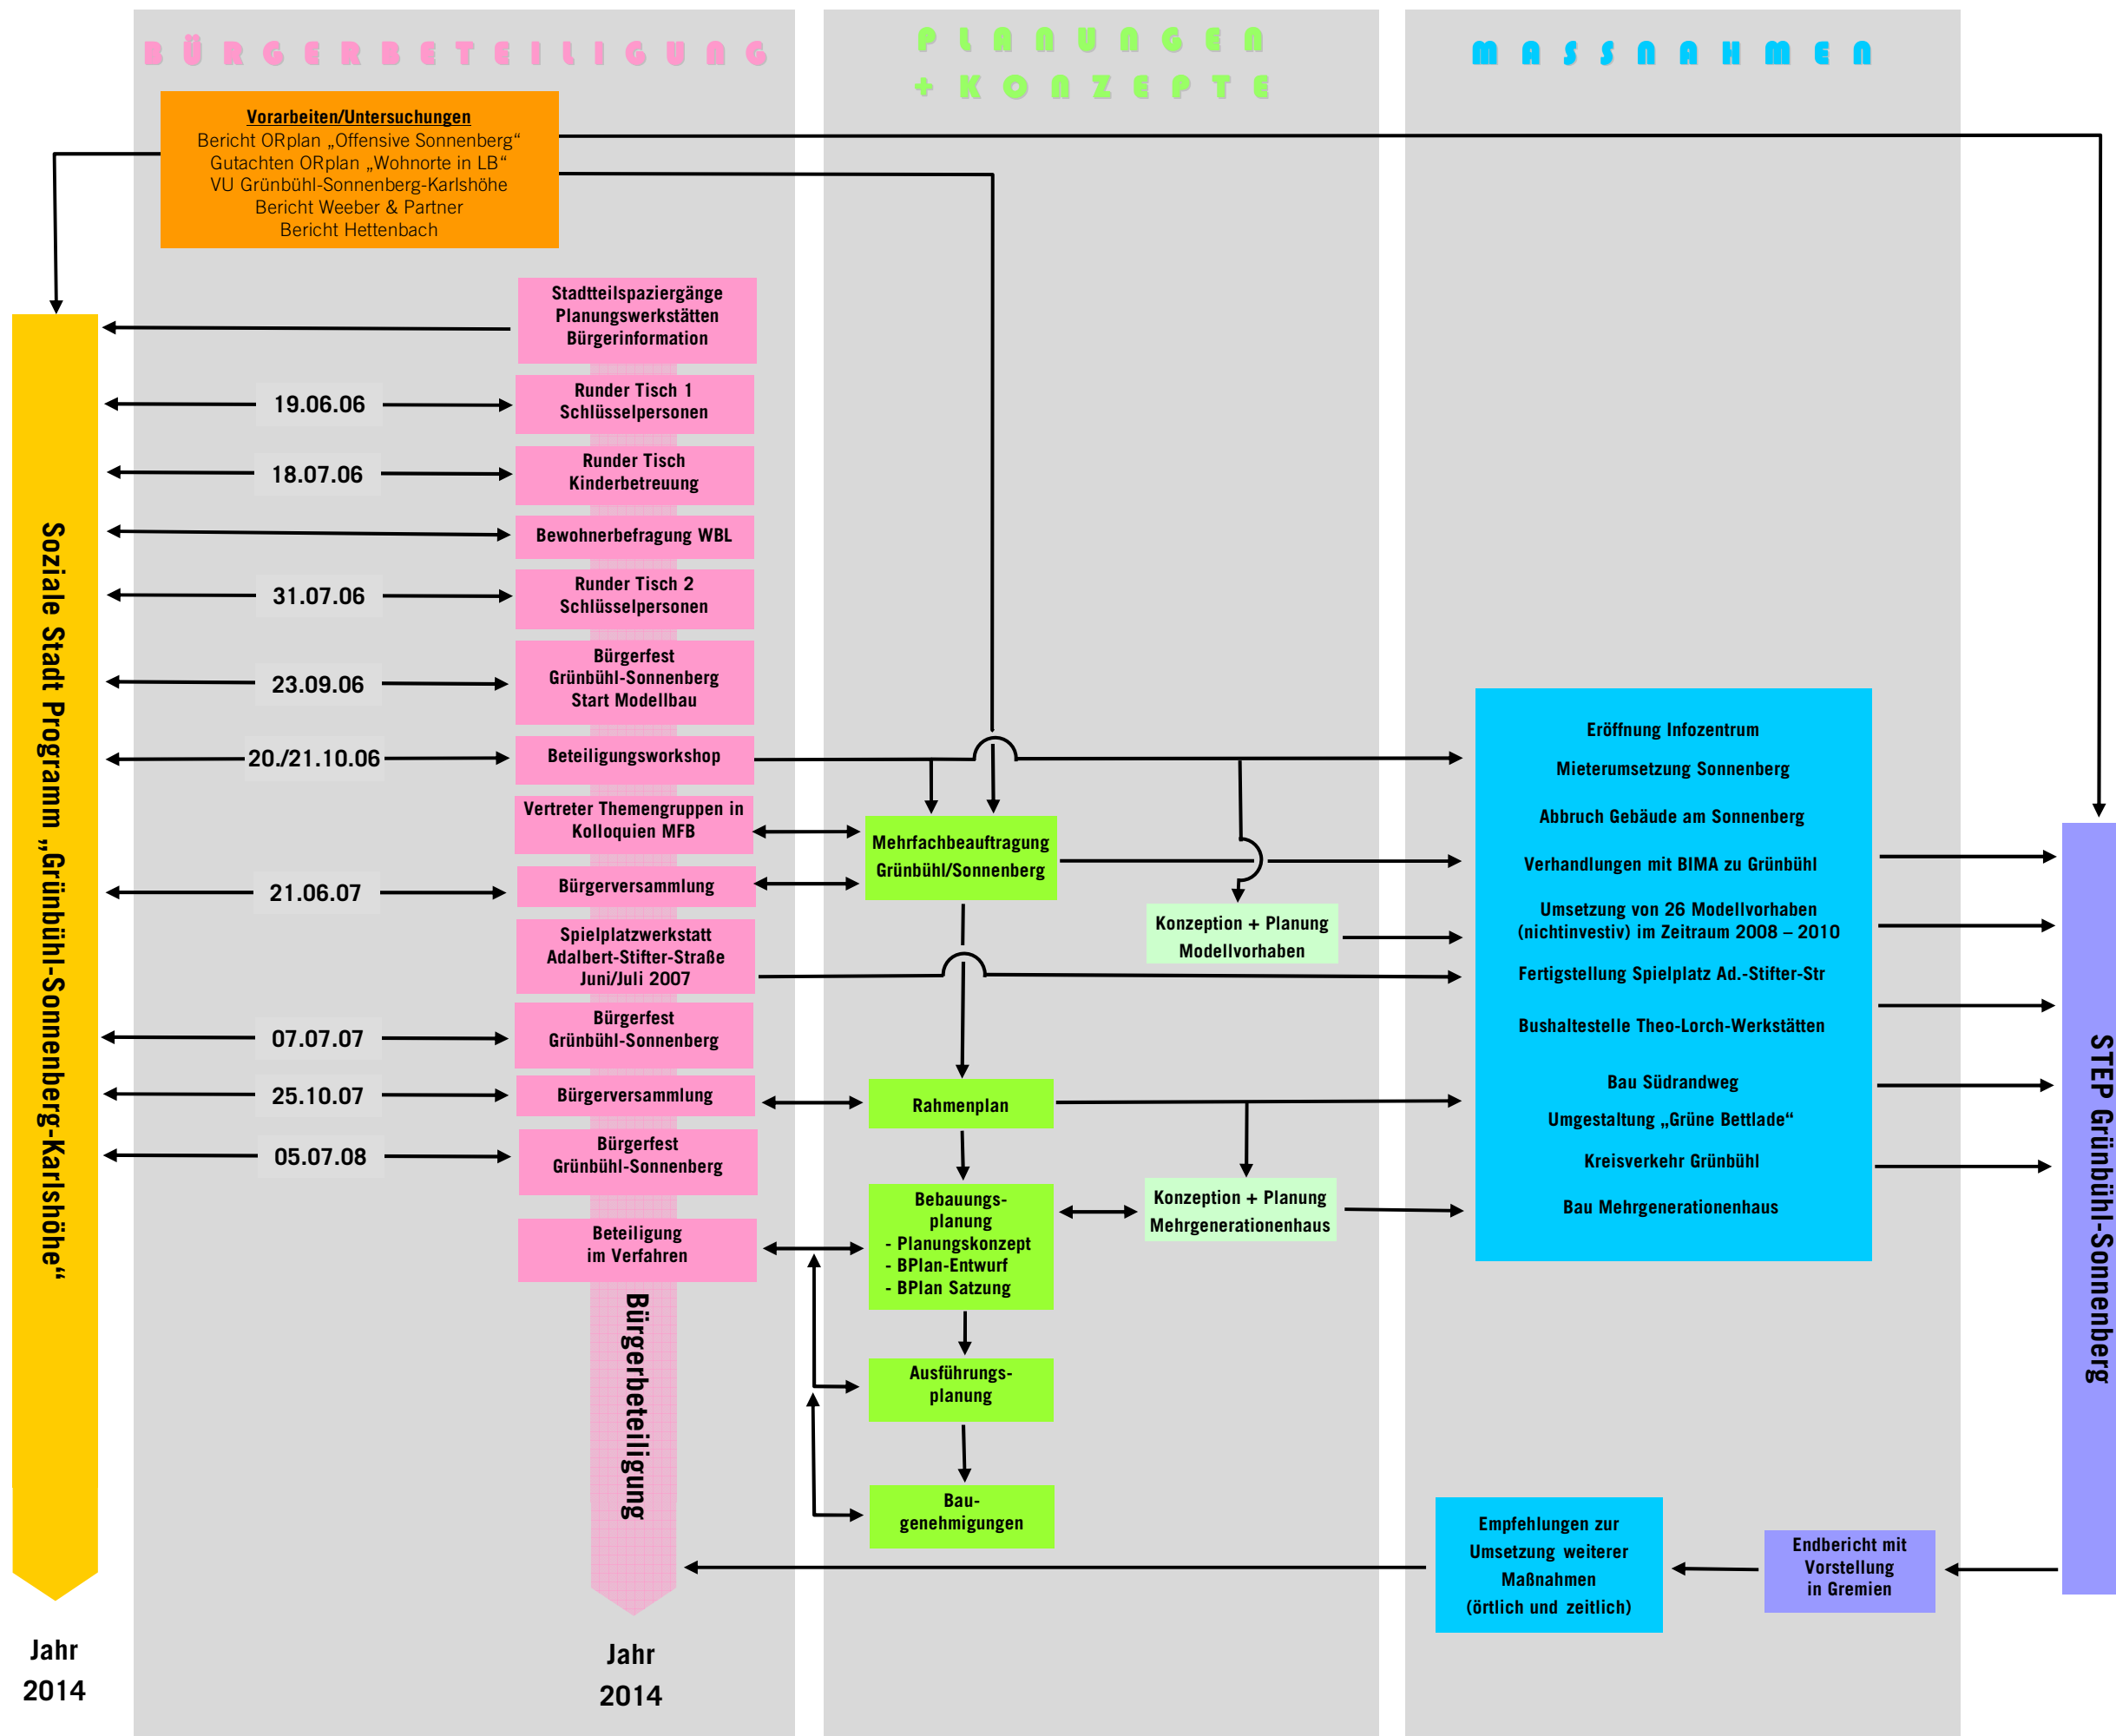 BÜRGERBETEILIGUNG
PLANUNGEN
+ KONZEPTE
MASSNAHMEN
Vorarbeiten/Untersuchungen
Bericht ORplan „Offensive Sonnenberg“
Gutachten ORplan „Wohnorte in LB“
VU Grünbühl-Sonnenberg-Karlshöhe
Bericht Weeber & Partner
Bericht Hettenbach
Soziale Stadt Programm „Grünbühl-Sonnenberg-Karlshöhe“
Jahr
2014
Stadtteilspaziergänge
Planungswerkstätten
Bürgerinformation
19.06.06
Runder Tisch 1
Schlüsselpersonen
18.07.06
Runder Tisch
Kinderbetreuung
Bewohnerbefragung WBL
31.07.06
Runder Tisch 2
Schlüsselpersonen
23.09.06
Bürgerfest
Grünbühl-Sonnenberg
Start Modellbau
20./21.10.06
Beteiligungsworkshop
Vertreter Themengruppen in
Kolloquien MFB
21.06.07
Bürgerversammlung
Spielplatzwerkstatt
Adalbert-Stifter-Straße
Juni/Juli 2007
07.07.07
Bürgerfest
Grünbühl-Sonnenberg
25.10.07
Bürgerversammlung
05.07.08
Bürgerfest
Grünbühl-Sonnenberg
Beteiligung
im Verfahren
Bürgerbeteiligung
Jahr
2014
Mehrfachbeauftragung
Grünbühl/Sonnenberg
Konzeption + Planung
Modellvorhaben
Rahmenplan
Bebauungs-
planung
- Planungskonzept
- BPlan-Entwurf
- BPlan Satzung
Konzeption + Planung
Mehrgenerationenhaus
Ausführungs-
planung
Bau-
genehmigungen
Eröffnung Infozentrum
Mieterumsetzung Sonnenberg
Abbruch Gebäude am Sonnenberg
Verhandlungen mit BIMA zu Grünbühl
Umsetzung von 26 Modellvorhaben
(nichtinvestiv) im Zeitraum 2008 – 2010
Fertigstellung Spielplatz Ad.-Stifter-Str
Bushaltestelle Theo-Lorch-Werkstätten
Bau Südrandweg
Umgestaltung „Grüne Bettlade“
Kreisverkehr Grünbühl
Bau Mehrgenerationenhaus
Empfehlungen zur
Umsetzung weiterer
Maßnahmen
(örtlich und zeitlich)
Endbericht mit
Vorstellung
in Gremien
STEP Grünbühl-Sonnenberg